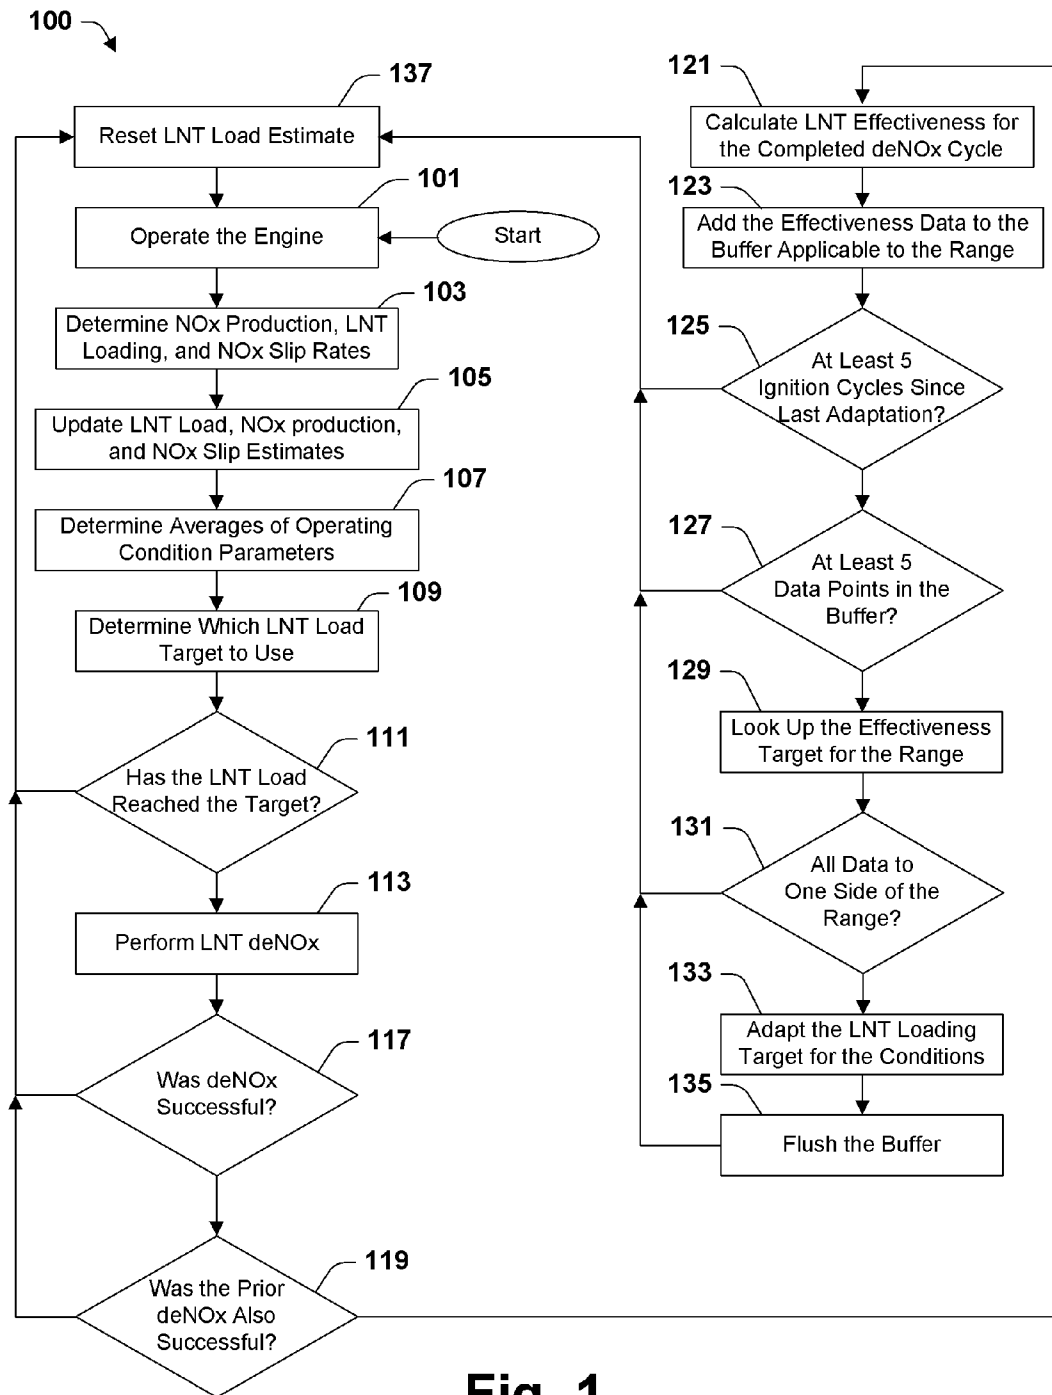 100
137
Reset LNT Load Estimate
101
Operate the Engine
Start
103
Determine NOx Production, LNT
Loading, and NOx Slip Rates
105
Update LNT Load, NOx production,
and NOx Slip Estimates
107
Determine Averages of Operating
Condition Parameters
109
Determine Which LNT Load
Target to Use
111
Has the LNT Load
Reached the Target?
113
Perform LNT deNOx
117
Was deNOx
Successful?
119
Was the Prior
deNOx Also
Successful?
121
Calculate LNT Effectiveness for
the Completed deNOx Cycle
123
Add the Effectiveness Data to the
Buffer Applicable to the Range
125
At Least 5
Ignition Cycles Since
Last Adaptation?
127
At Least 5
Data Points in the
Buffer?
129
Look Up the Effectiveness
Target for the Range
131
All Data to
One Side of the
Range?
133
Adapt the LNT Loading
Target for the Conditions
135
Flush the Buffer
Fig. 1